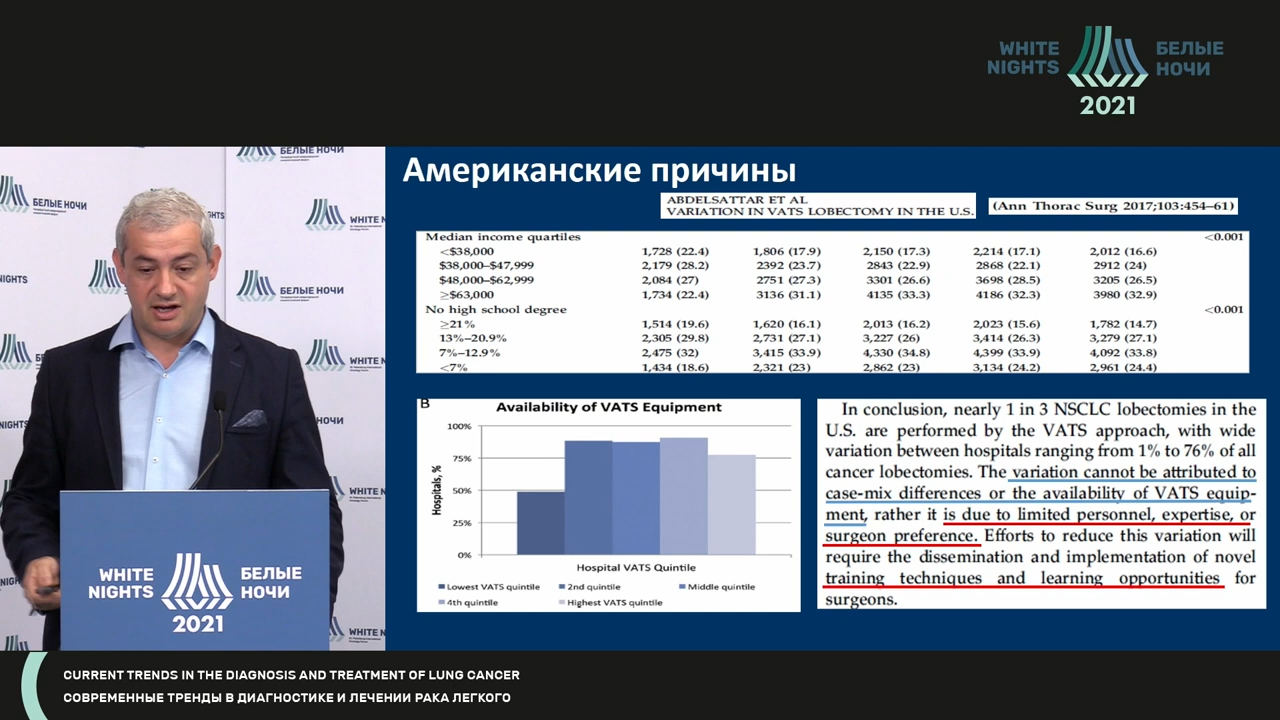 WHITE
NIGHTS
БЕЛЫЕ
НОЧИ
2021
Американские причины
ABDELSATTAR ET AL
VARIATION IN VATS LOBECTOMY IN THE U.S.
(Ann Thorac Surg 2017;103:454–61)
Median income quartiles <0.001
<$38,000 1,728 (22.4) 1,806 (17.9) 2,150 (17.3) 2,214 (17.1) 2,012 (16.6)
$38,000–$47,999 2,179 (28.2) 2392 (23.7) 2843 (22.9) 2868 (22.1) 2912 (24)
$48,000–$62,999 2,084 (27) 2751 (27.3) 3301 (26.6) 3698 (28.5) 3205 (26.5)
≥$63,000 1,734 (22.4) 3136 (31.1) 4135 (33.3) 4186 (32.3) 3980 (32.9)
No high school degree <0.001
≥21% 1,514 (19.6) 1,620 (16.1) 2,013 (16.2) 2,023 (15.6) 1,782 (14.7)
13%–20.9% 2,305 (29.8) 2,731 (27.1) 3,227 (26) 3,414 (26.3) 3,279 (27.1)
7%–12.9% 2,475 (32) 3,415 (33.9) 4,330 (34.8) 4,399 (33.9) 4,092 (33.8)
<7% 1,434 (18.6) 2,321 (23) 2,862 (23) 3,134 (24.2) 2,961 (24.4)
B
Availability of VATS Equipment
100%
75%
50%
25%
0%
Hospitals, %
Hospital VATS Quintile
Lowest VATS quintile 2nd quintile Middle quintile
4th quintile Highest VATS quintile
In conclusion, nearly 1 in 3 NSCLC lobectomies in the
U.S. are performed by the VATS approach, with wide
variation between hospitals ranging from 1% to 76% of all
cancer lobectomies. The variation cannot be attributed to
case-mix differences or the availability of VATS equip-
ment, rather it is due to limited personnel, expertise, or
surgeon preference. Efforts to reduce this variation will
require the dissemination and implementation of novel
training techniques and learning opportunities for
surgeons.
БЕЛЫЕ НОЧИ
БЕЛЫЕ НОЧИ
WHITE N
NIGHTS
БЕЛЫЕ НОЧИ
WHITE N
WHITE N
WHITE N
WHITE
NIGHTS
БЕЛЫЕ
НОЧИ
2021
CURRENT TRENDS IN THE DIAGNOSIS AND TREATMENT OF LUNG CANCER
СОВРЕМЕННЫЕ ТРЕНДЫ В ДИАГНОСТИКЕ И ЛЕЧЕНИИ РАКА ЛЕГКОГО